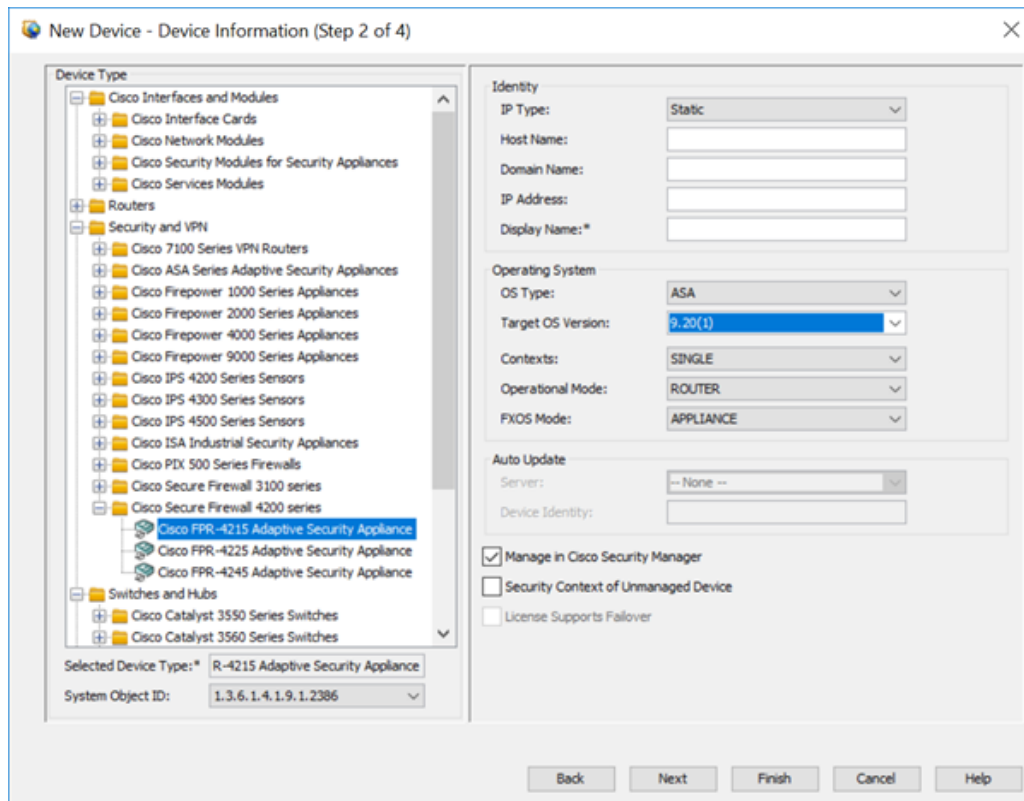 New Device - Device Information (Step 2 of 4)
Device Type
Cisco Interfaces and Modules
Cisco Interface Cards
Cisco Network Modules
Cisco Security Modules for Security Appliances
Cisco Services Modules
Routers
Security and VPN
Cisco 7100 Series VPN Routers
Cisco ASA Series Adaptive Security Appliances
Cisco Firepower 1000 Series Appliances
Cisco Firepower 2000 Series Appliances
Cisco Firepower 4000 Series Appliances
Cisco Firepower 9000 Series Appliances
Cisco IPS 4200 Series Sensors
Cisco IPS 4300 Series Sensors
Cisco IPS 4500 Series Sensors
Cisco ISA Industrial Security Appliances
Cisco PIX 500 Series Firewalls
Cisco Secure Firewall 3100 series
Cisco Secure Firewall 4200 series
Cisco FPR-4215 Adaptive Security Appliance
Cisco FPR-4225 Adaptive Security Appliance
Cisco FPR-4245 Adaptive Security Appliance
Switches and Hubs
Cisco Catalyst 3550 Series Switches
Cisco Catalyst 3560 Series Switches
Selected Device Type:* R-4215 Adaptive Security Appliance
System Object ID: 1.3.6.1.4.1.9.1.2386
Identity
IP Type: Static
Host Name:
Domain Name:
IP Address:
Display Name:*
Operating System
OS Type: ASA
Target OS Version: 9.20(1)
Contexts: SINGLE
Operational Mode: ROUTER
FXOS Mode: APPLIANCE
Auto Update
Server: -- None --
Device Identity:
Manage in Cisco Security Manager
Security Context of Unmanaged Device
License Supports Failover
Back Next Finish Cancel Help